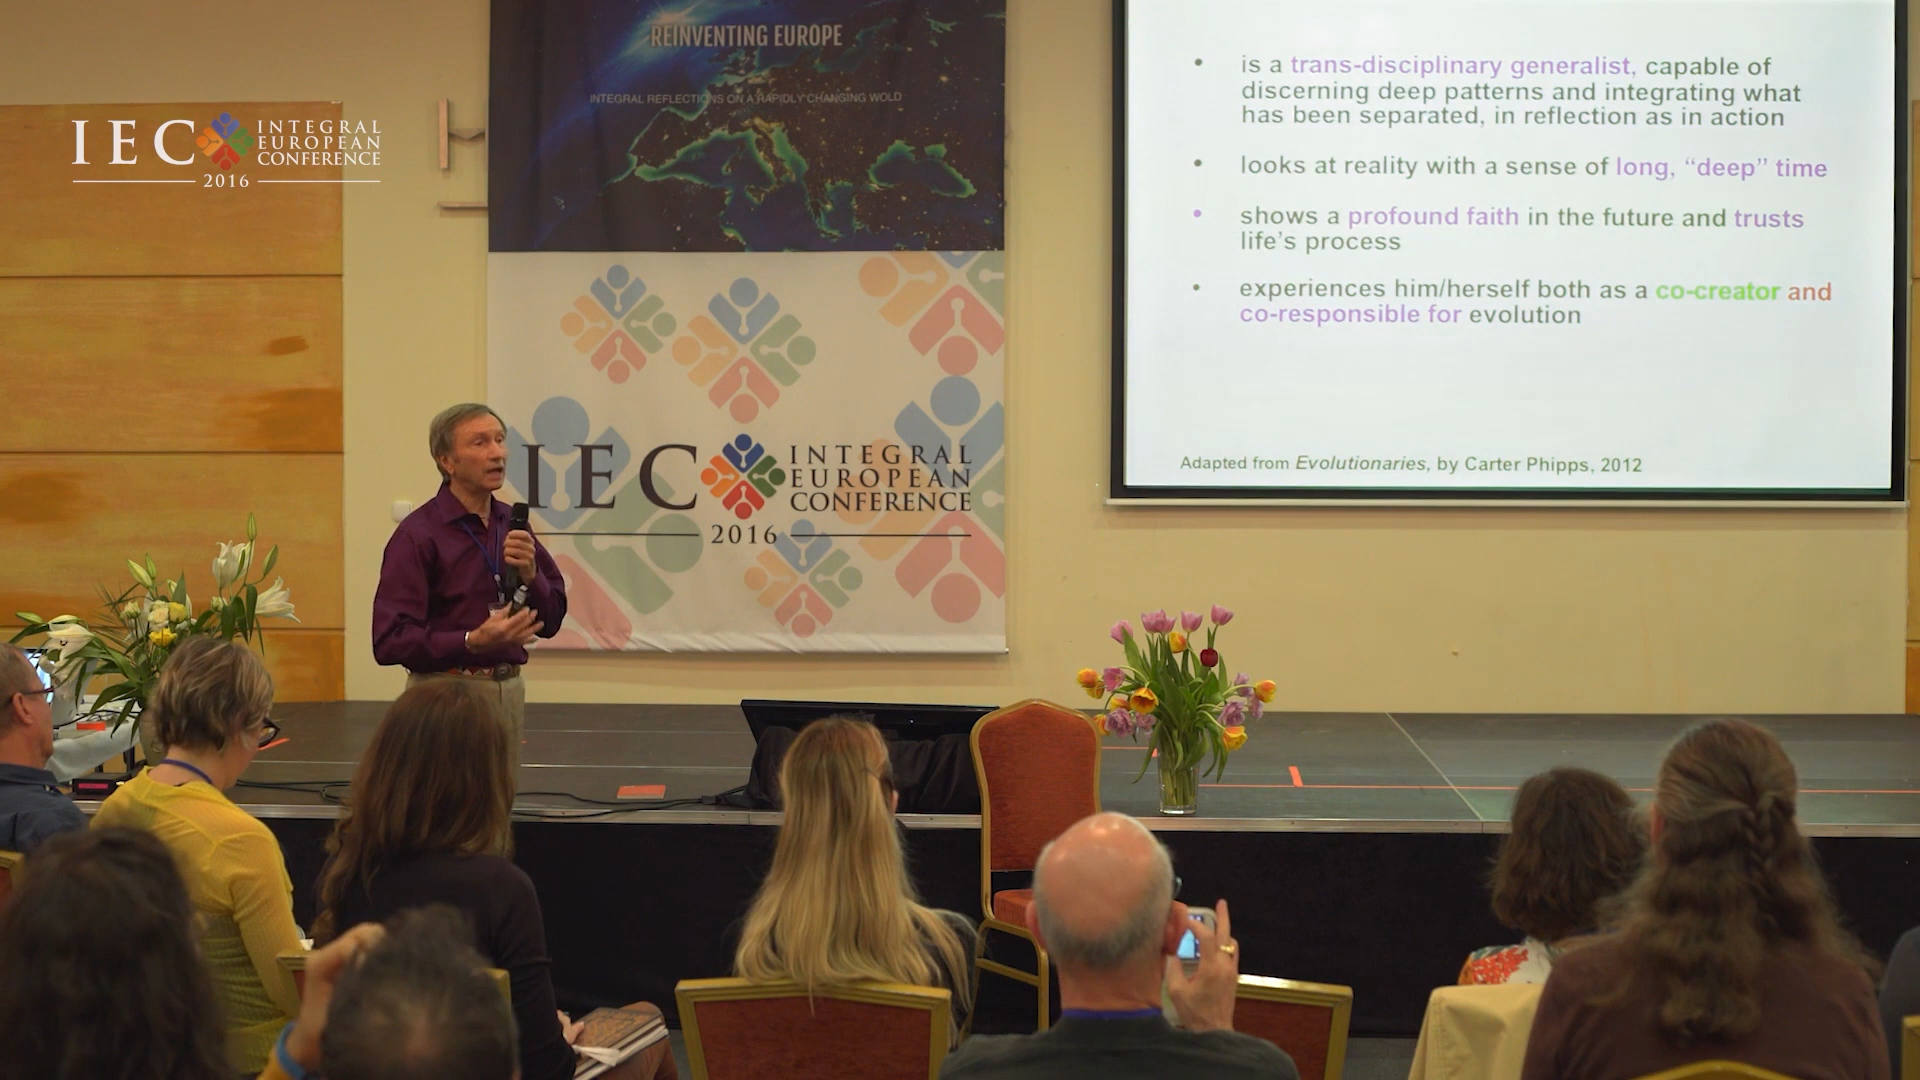 REINVENTING EUROPE
INTEGRAL REFLECTIONS ON A RAPIDLY CHANGING WOLD
IEC INTEGRAL
EUROPEAN
CONFERENCE
2016
• is a trans-disciplinary generalist, capable of
discerning deep patterns and integrating what
has been separated, in reflection as in action
• looks at reality with a sense of long, “deep” time
• shows a profound faith in the future and trusts
life’s process
• experiences him/herself both as a co-creator and
co-responsible for evolution
Adapted from Evolutionaries, by Carter Phipps, 2012
IEC INTEGRAL
EUROPEAN
CONFERENCE
2016